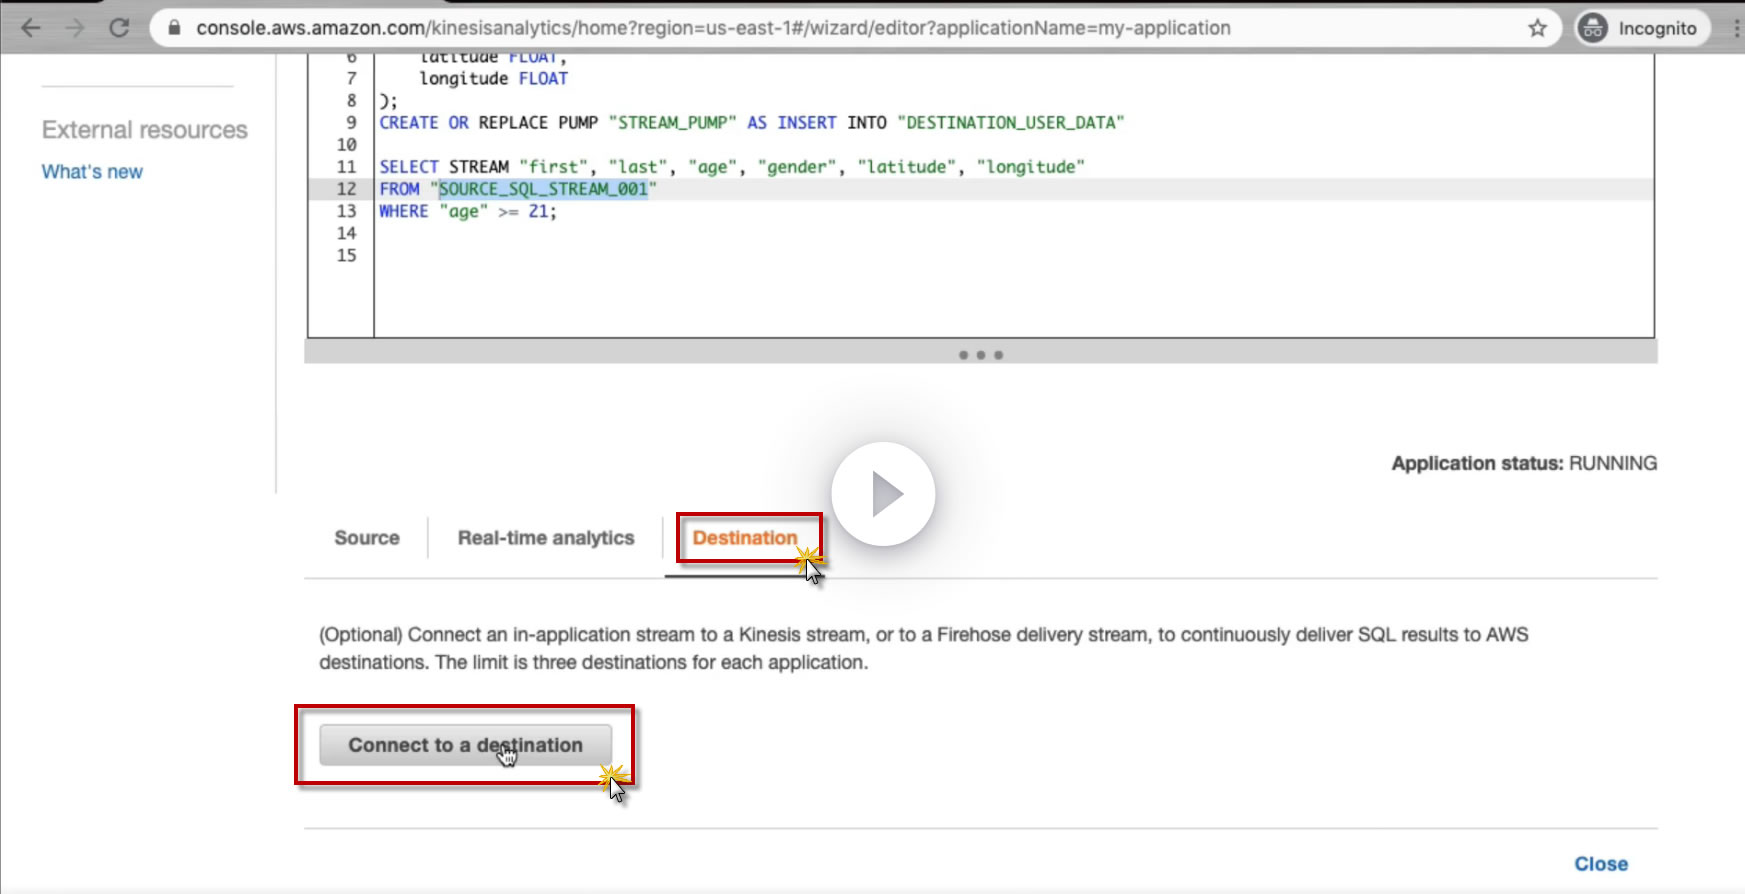 console.aws.amazon.com/kinesisanalytics/home?region=us-east-1#/wizard/editor?applicationName=my-application
Incognito
External resources
What's new
6 latitude FLOAT,
7 longitude FLOAT
8 );
9 CREATE OR REPLACE PUMP "STREAM_PUMP" AS INSERT INTO "DESTINATION_USER_DATA"
10
11 SELECT STREAM "first", "last", "age", "gender", "latitude", "longitude"
12 FROM "SOURCE_SQL_STREAM_001"
13 WHERE "age" >= 21;
14
15
Application status: RUNNING
Source Real-time analytics Destination
(Optional) Connect an in-application stream to a Kinesis stream, or to a Firehose delivery stream, to continuously deliver SQL results to AWS
destinations. The limit is three destinations for each application.
Connect to a destination
Close